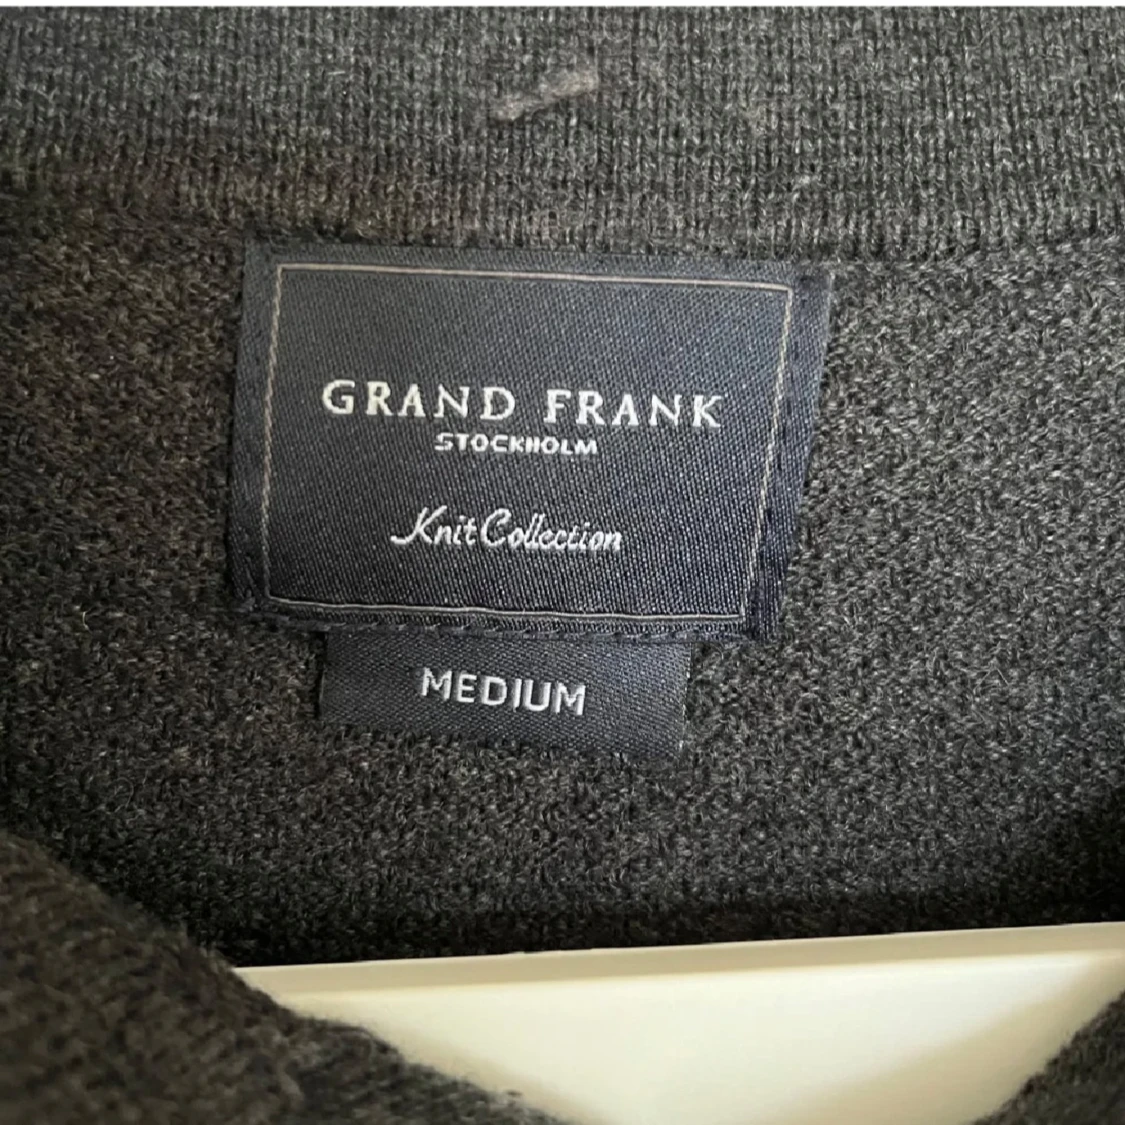 GRAND FRANK
STOCKHOLM
Knit Collection
MEDIUM